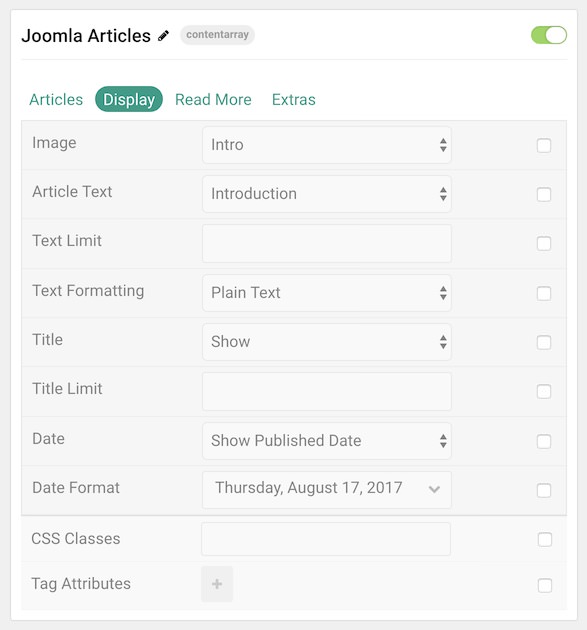 Joomla Articles contentarray
Articles Display Read More Extras
Image Intro
Article Text Introduction
Text Limit
Text Formatting Plain Text
Title Show
Title Limit
Date Show Published Date
Date Format Thursday, August 17, 2017
CSS Classes
Tag Attributes +